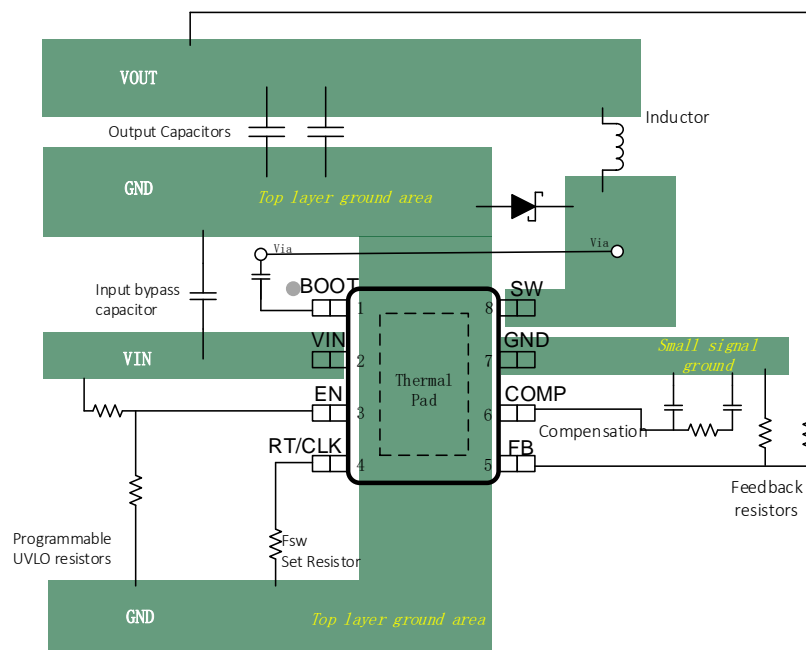 VOUT
Inductor
Output Capacitors
GND
Top layer ground area
Via
Via
BOOT
SW
Input bypass
capacitor
1
8
VIN
GND
Small signal
ground
VIN
2
7
Thermal
Pad
EN
COMP
3
6
Compensation
RT/CLK
FB
4
5
Feedback
resistors
Programmable
UVLO resistors
Fsw
Set Resistor
GND
Top layer ground area